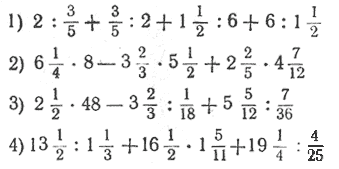 1) 2 : 3/5 + 3/5 : 2 + 1 1/2 : 6 + 6 : 1 1/2
2) 6 1/4 · 8 − 3 2/3 · 5 1/2 + 2 2/5 · 4 7/12
3) 2 1/2 · 48 − 3 2/3 : 1/18 + 5 5/12 : 7/36
4) 13 1/2 : 1 1/3 + 16 1/2 · 1 5/11 + 19 1/4 : 4/25